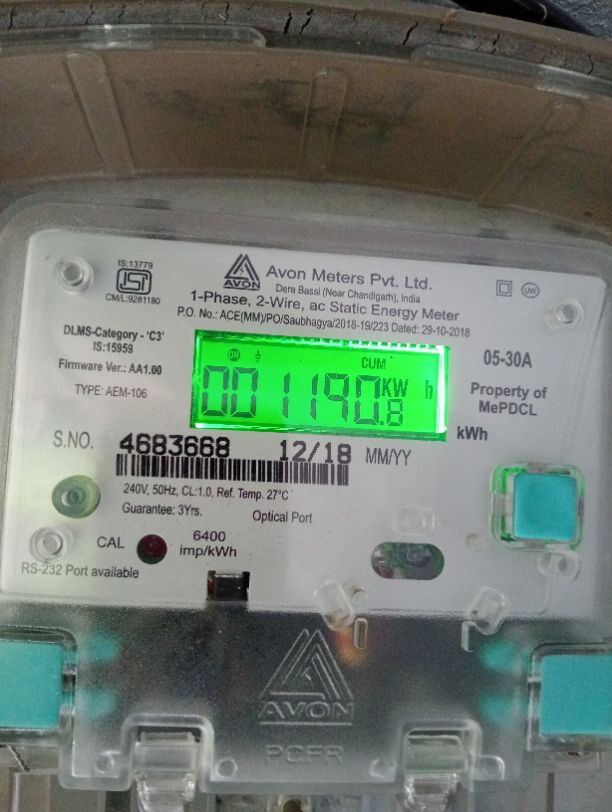 IS:13779
ISI
CM/L:9261180
AVON
Avon Meters Pvt. Ltd.
Dera Bassi (Near Chandigarh), India
UW
1-Phase, 2-Wire, ac Static Energy Meter
P.O. No.: ACE(MM)/PO/Saubhagya/2018-19/223 Dated: 29-10-2018
DLMS-Category - 'C3'
IS:15959
Firmware Ver.: AA1.00
TYPE: AEM-106
ON
CUM
001190.8 KW h
05-30A
Property of
MePDCL
kWh
S.NO. 4683668 12/18 MM/YY
240V, 50Hz, CL:1.0, Ref. Temp. 27°C
Guarantee: 3Yrs.
Optical Port
CAL
6400
imp/kWh
RS-232 Port available
AVON